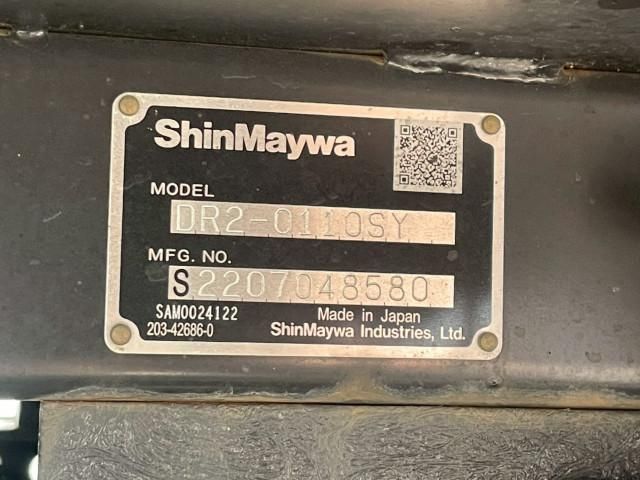 ShinMaywa
MODEL
DR2-0110SY
MFG. NO.
S2207048580
SAM0024122
203-42686-0
Made in Japan
ShinMaywa Industries, Ltd.